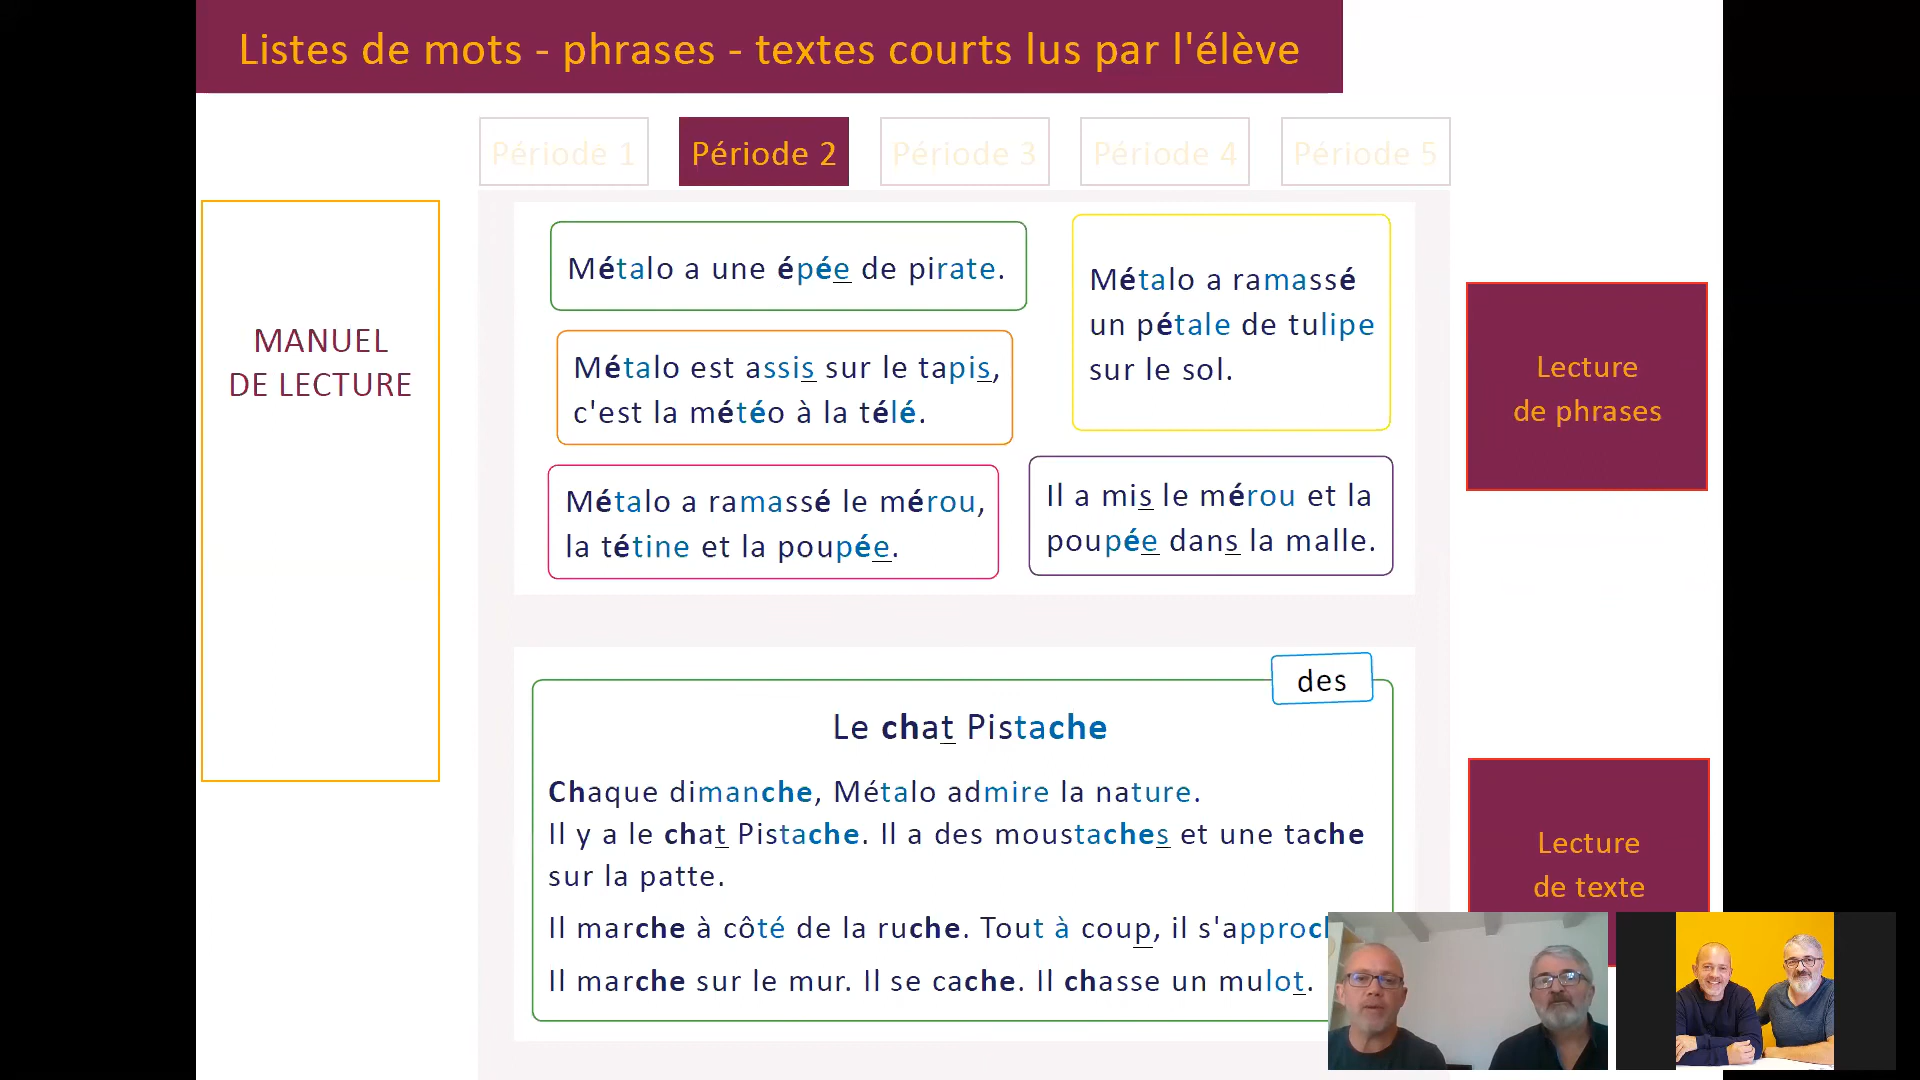 Listes de mots - phrases - textes courts lus par l'élève
Période 1
Période 2
Période 3
Période 4
Période 5
MANUEL
DE LECTURE
Métalo a une épée de pirate.
Métalo est assis sur le tapis,
c'est la météo à la télé.
Métalo a ramassé le mérou,
la tétine et la poupée.
Métalo a ramassé
un pétale de tulipe
sur le sol.
Il a mis le mérou et la
poupée dans la malle.
Lecture
de phrases
des
Le chat Pistache
Chaque dimanche, Métalo admire la nature.
Il y a le chat Pistache. Il a des moustaches et une tache
sur la patte.
Il marche à côté de la ruche. Tout à coup, il
Il marche sur le mur. Il se cache. Il chasse un mulot.
Lecture
de texte